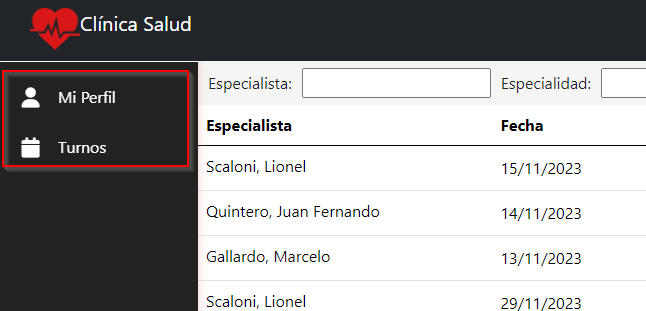 Clínica Salud
Mi Perfil
Turnos
Especialista: Especialidad:
Especialista Fecha
Scaloni, Lionel 15/11/2023
Quintero, Juan Fernando 14/11/2023
Gallardo, Marcelo 13/11/2023
Scaloni, Lionel 29/11/2023